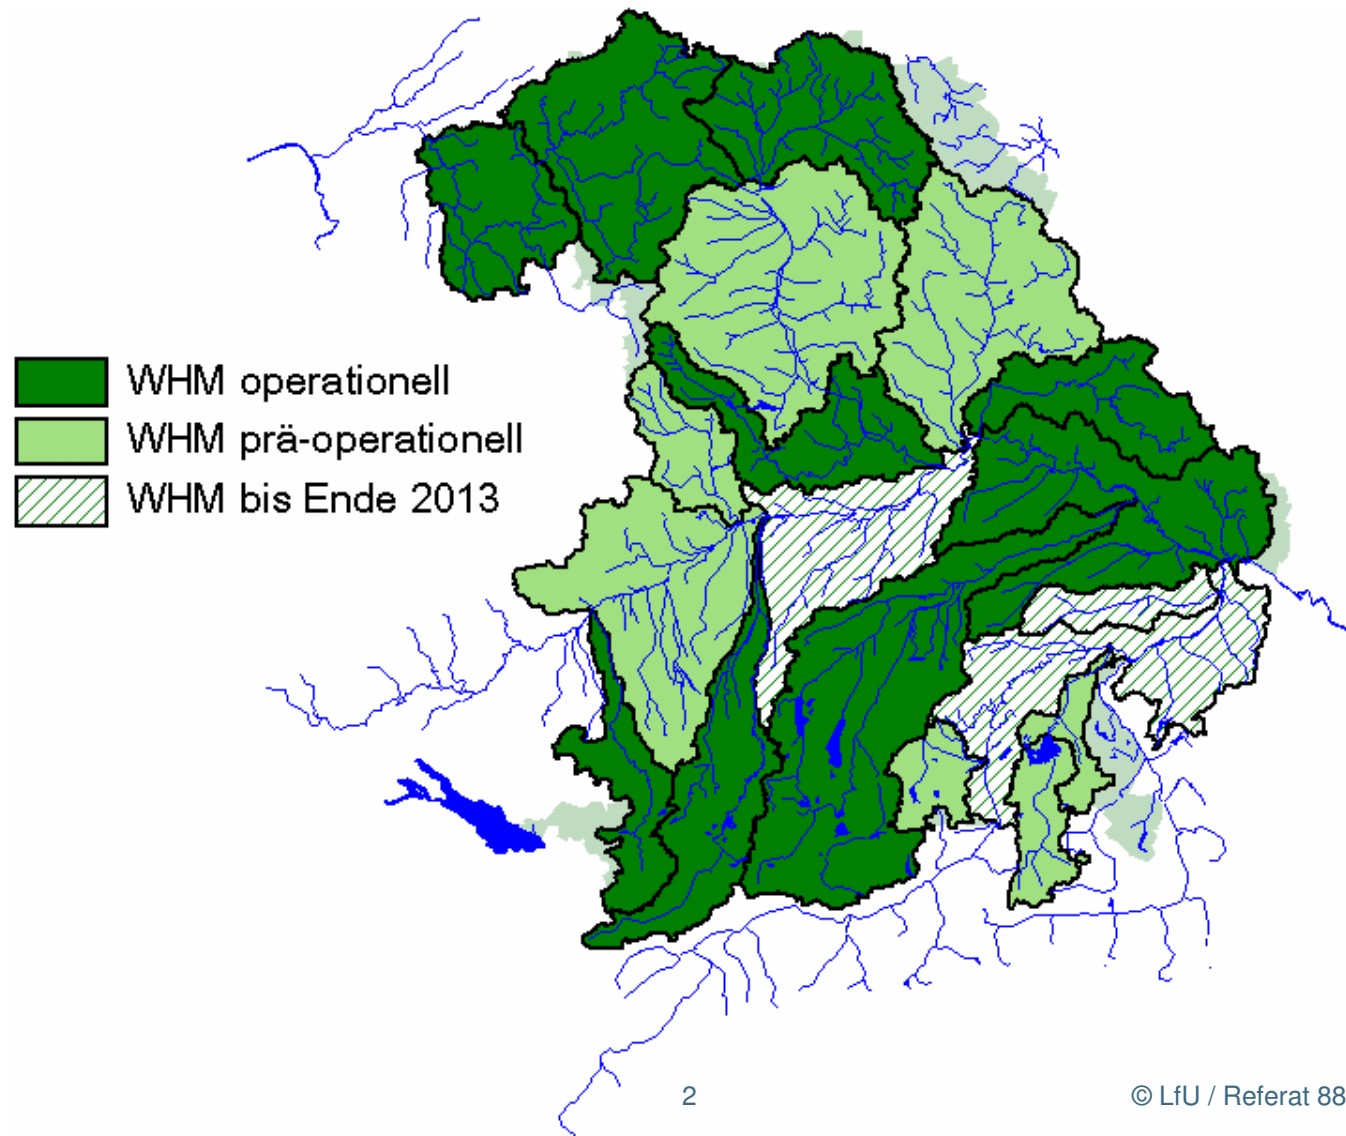 WHM operationell
WHM prä-operationell
WHM bis Ende 2013
2
© LfU / Referat 88